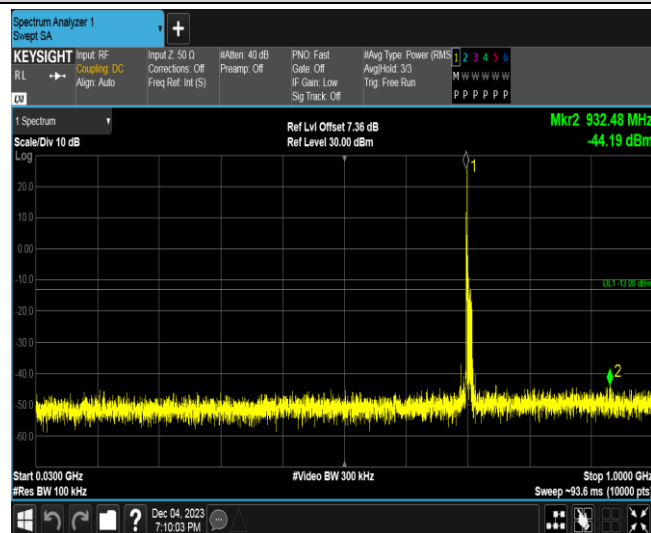 Spectrum Analyzer 1
Swept SA
+
KEYSIGHT Input: RF Input Z: 50 Ω #Atten: 40 dB PNO: Fast #Avg Type: Power (RMS 1 2 3 4 5 6
RL Coupling: DC Corrections: Off Preamp: Off Gate: Off Avg|Hold: 3/3 M W W W W W
Align: Auto Freq Ref: Int (S) IF Gain: Low Trig: Free Run
Sig Track: Off P P P P P P
LXI
1 Spectrum Ref Lvl Offset 7.36 dB Mkr2 932.48 MHz
Scale/Div 10 dB Ref Level 30.00 dBm -44.19 dBm
Log
1
20.0
10.0
0.00
-10.0 DL1 -13.00 dBm
-20.0
-30.0
-40.0 2
-50.0
-60.0
Start 0.0300 GHz #Video BW 300 kHz Stop 1.0000 GHz
#Res BW 100 kHz Sweep ~93.6 ms (10000 pts)
? Dec 04, 2023
7:10:03 PM